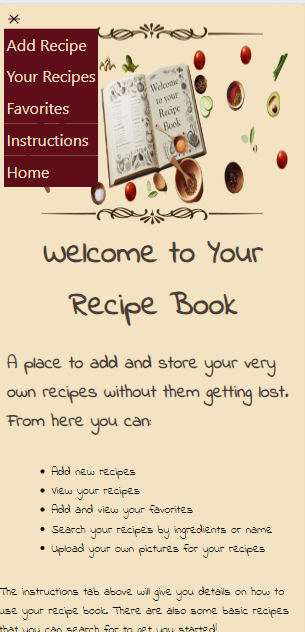 Add Recipe
Your Recipes
Favorites
Instructions
Home
Welcome
to your
Recipe
Book
Welcome to Your
Recipe Book
A place to add and store your very
own recipes without them getting lost.
From here you can:
Add new recipes
View your recipes
Add and view your favorites
Search your recipes by ingredients or name
Upload your own pictures for your recipes
The instructions tab above will give you details on how to
use your recipe book. There are also some basic recipes
that you can search for to get you started!